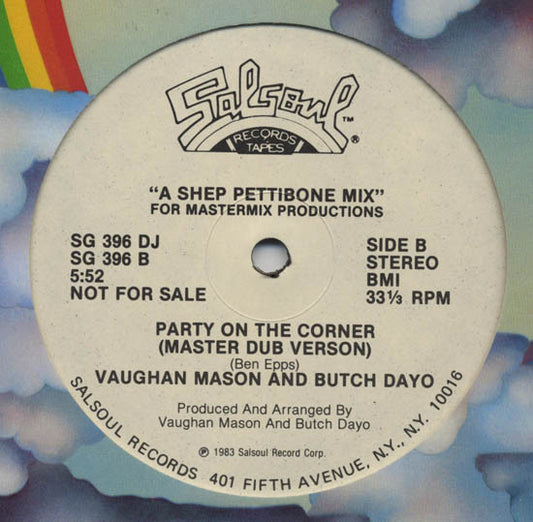 Salsoul™
RECORDS
TAPES®
"A SHEP PETTIBONE MIX"
FOR MASTERMIX PRODUCTIONS
SG 396 DJ
SG 396 B
5:52
NOT FOR SALE
SIDE B
STEREO
BMI
33⅓ RPM
PARTY ON THE CORNER
(MASTER DUB VERSON)
(Ben Epps)
VAUGHAN MASON AND BUTCH DAYO
Produced And Arranged By
Vaughan Mason And Butch Dayo
℗ 1983 Salsoul Record Corp.
SALSOUL RECORDS 401 FIFTH AVENUE, N.Y., N.Y. 10016